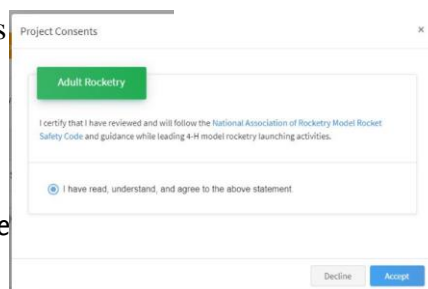 s
Project Consents ×
Adult Rocketry
I certify that I have reviewed and will follow the National Association of Rocketry Model Rocket
Safety Code and guidance while leading 4-H model rocketry launching activities.
I have read, understand, and agree to the above statement
e
Decline Accept